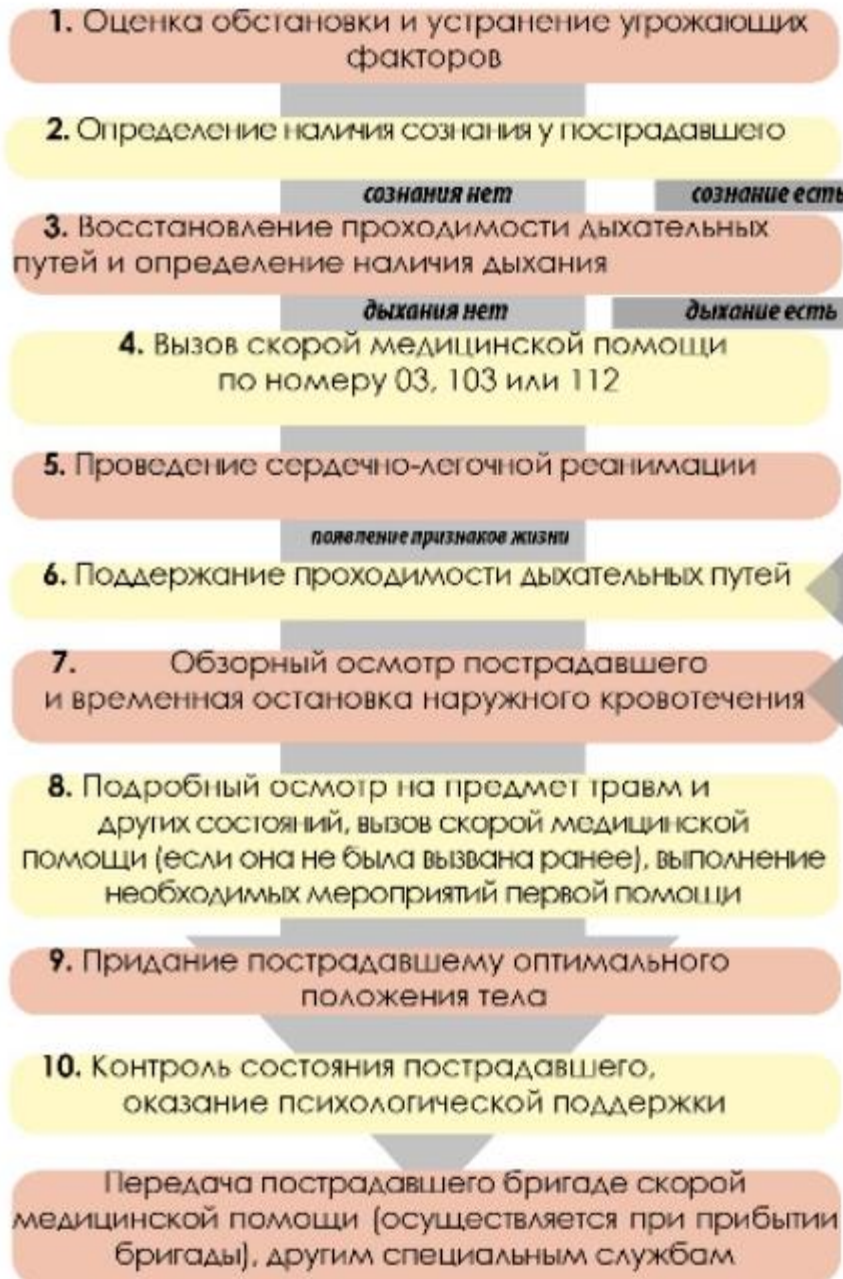 1. Оценка обстановки и устранение угрожающих
факторов
2. Определение наличия сознания у пострадавшего
сознания нет
сознание есть
3. Восстановление проходимости дыхательных
путей и определение наличия дыхания
дыхания нет
дыхание есть
4. Вызов скорой медицинской помощи
по номеру 03, 103 или 112
5. Проведение сердечно-легочной реанимации
появление признаков жизни
6. Поддержание проходимости дыхательных путей
7. Обзорный осмотр пострадавшего
и временная остановка наружного кровотечения
8. Подробный осмотр на предмет травм и
других состояний, вызов скорой медицинской
помощи (если она не была вызвана ранее), выполнение
необходимых мероприятий первой помощи
9. Придание пострадавшему оптимального
положения тела
10. Контроль состояния пострадавшего,
оказание психологической поддержки
Передача пострадавшего бригаде скорой
медицинской помощи (осуществляется при прибытии
бригады), другим специальным службам